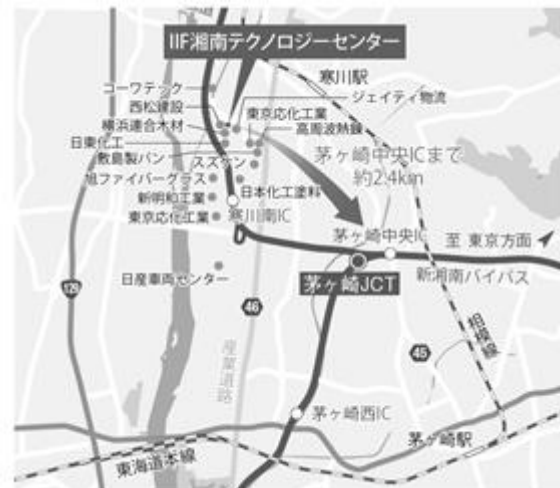 IIF湘南テクノロジーセンター
寒川駅
コーワテック
ジェイティ物流
西松建設
東京応化工業
横浜連合木材
高周波熱錬
日東化工
敷島製パン
スズケン
茅ヶ崎中央ICまで
約2.4km
旭ファイバーグラス
新明和工業
日本化工塗料
東京応化工業
寒川南IC
茅ヶ崎中央IC
至 東京方面
新湘南バイパス
茅ヶ崎JCT
日産車両センター
129
46
相模線
産業道路
45
茅ヶ崎西IC
茅ヶ崎駅
東海道本線